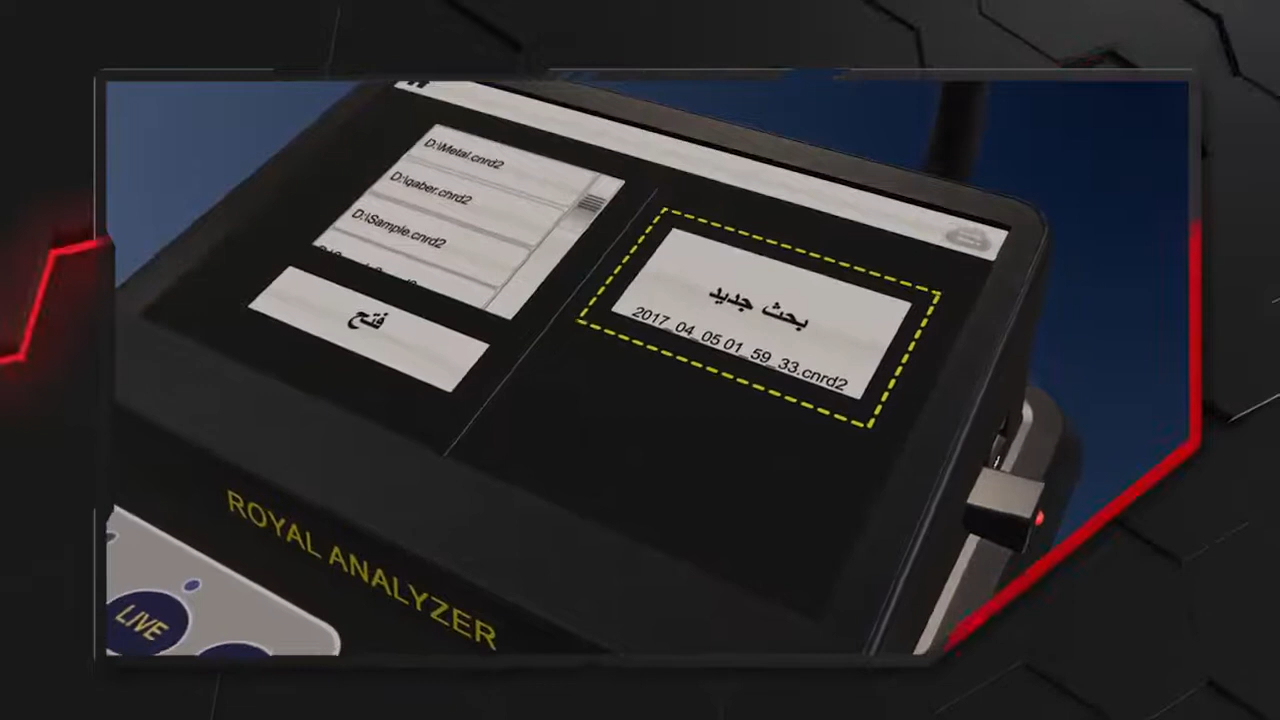 D:\Metal.cnrd2
D:\qaber.cnrd2
D:\Sample.cnrd2
فتح
بحث جديد
2017_04_05 01_59_33.cnrd2
ROYAL ANALYZER
LIVE